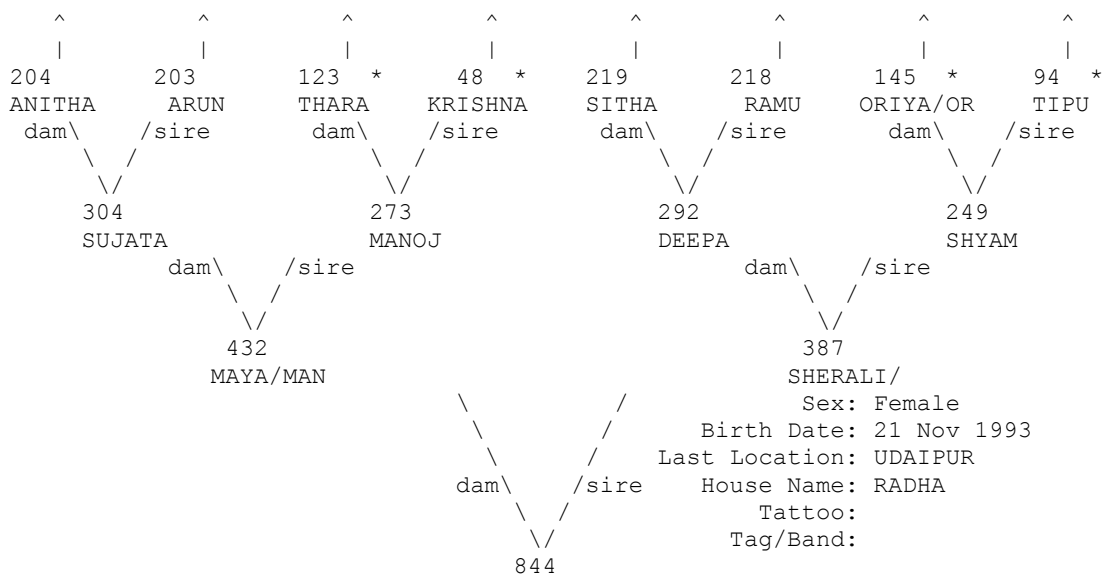 ^ ^ ^ ^ ^ ^ ^ ^
| | | | | | | |
204 203 123 * 48 * 219 218 145 * 94 *
ANITHA ARUN THARA KRISHNA SITHA RAMU ORIYA/OR TIPU
dam\ /sire dam\ /sire dam\ /sire dam\ /sire
\ / \ / \ / \ /
\/ \/ \/ \/
304 273 292 249
SUJATA MANOJ DEEPA SHYAM
dam\ /sire dam\ /sire
\ / \ /
\/ \/
432 387
MAYA/MAN SHERALI/
\ / Sex: Female
\ / Birth Date: 21 Nov 1993
\ / Last Location: UDAIPUR
dam\ /sire House Name: RADHA
\ / Tattoo:
\/ Tag/Band:
844